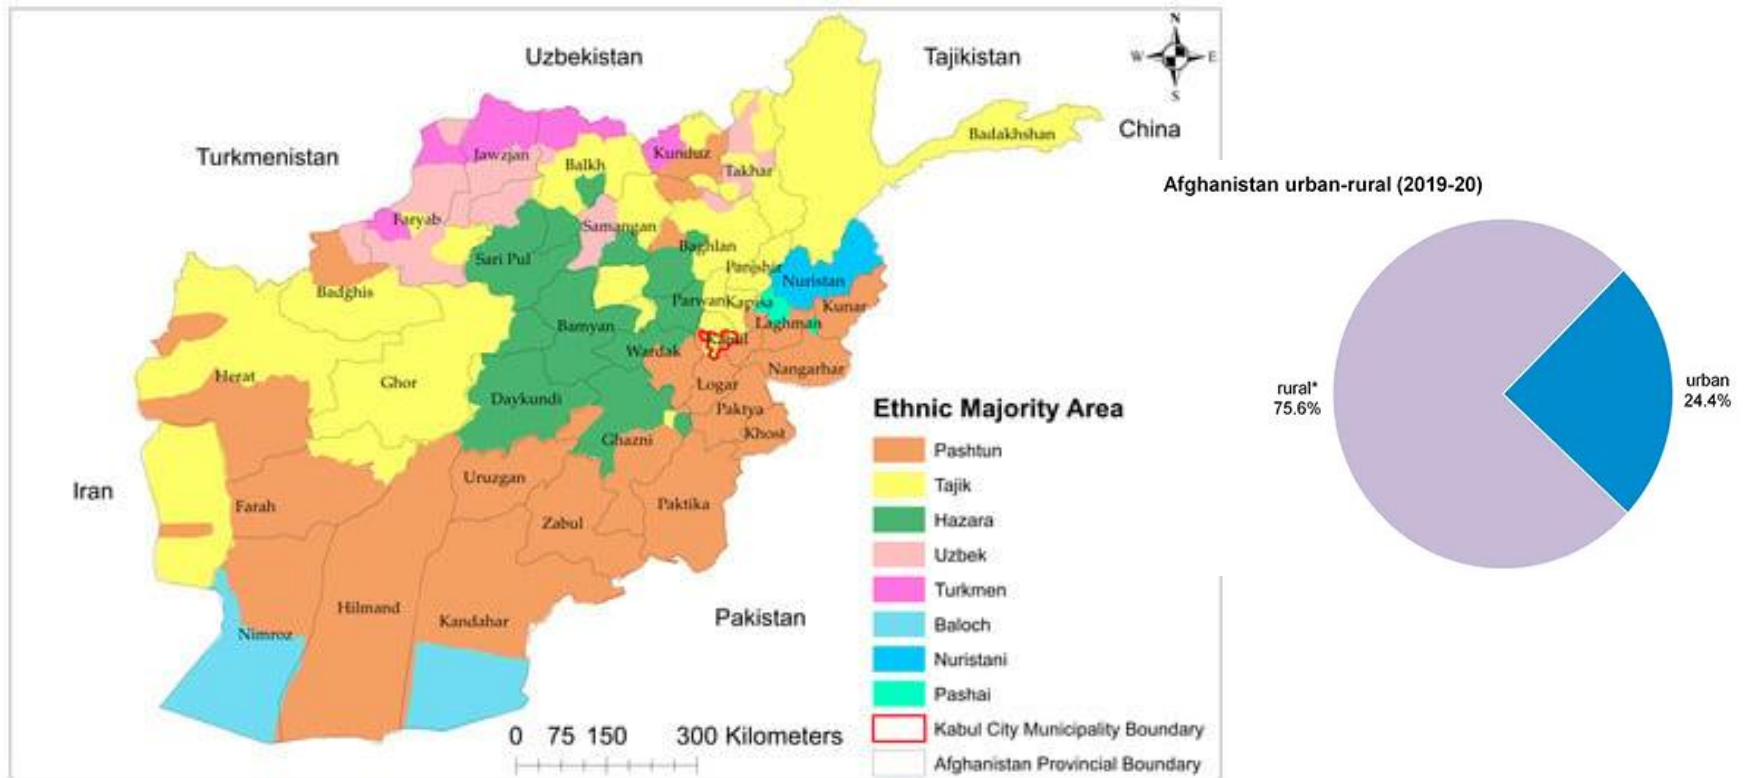 Uzbekistan
Tajikistan
N
W E
S
China
Turkmenistan
Badakhshan
Jawzjan
Balkh
Kunduz
Takhar
Faryab
Samangan
Sari Pul
Baghlan
Badghis
Panjshir
Nuristan
Parwan
Kapisa
Kunar
Bamyan
Laghman
Kabul
Wardak
Herat
Ghor
Nangarhar
Logar
Daykundi
Paktya
Ghazni
Khost
Iran
Uruzgan
Farah
Zabul
Paktika
Hilmand
Kandahar
Nimroz
Pakistan
0 75 150 300 Kilometers
Ethnic Majority Area
Pashtun
Tajik
Hazara
Uzbek
Turkmen
Baloch
Nuristani
Pashai
Kabul City Municipality Boundary
Afghanistan Provincial Boundary
Afghanistan urban-rural (2019-20)
rural*
75.6%
urban
24.4%